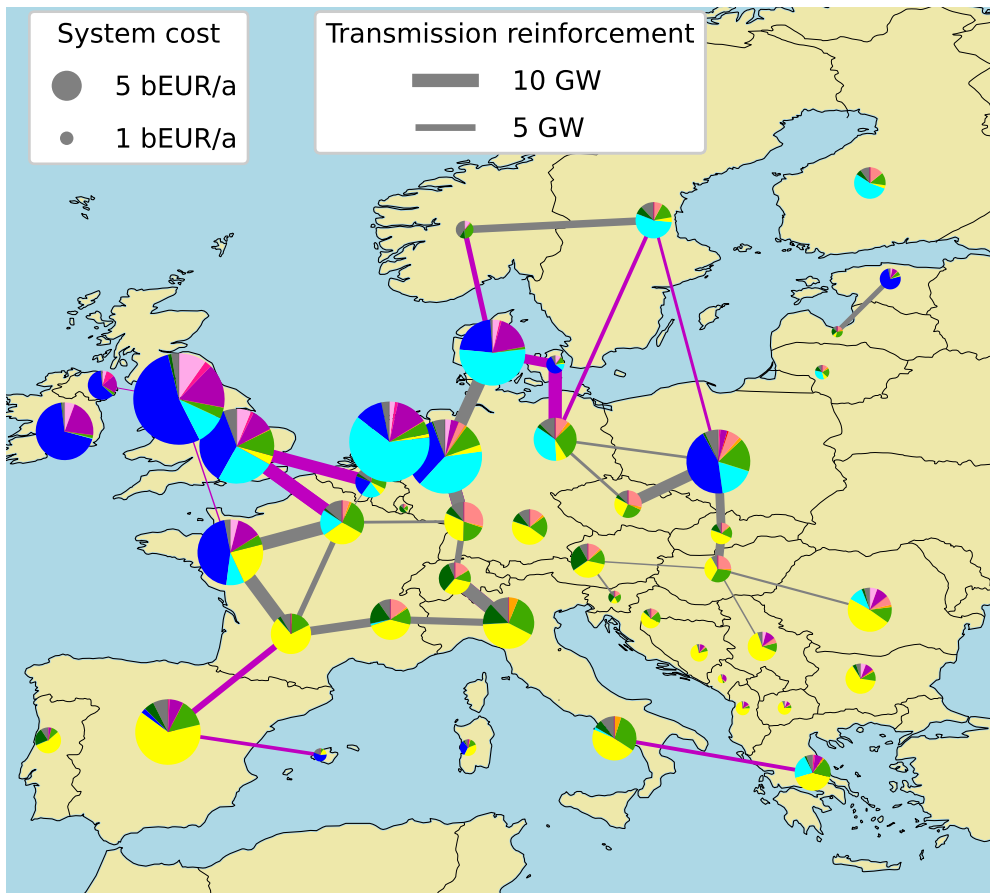 System cost
5 bEUR/a
1 bEUR/a
Transmission reinforcement
10 GW
5 GW